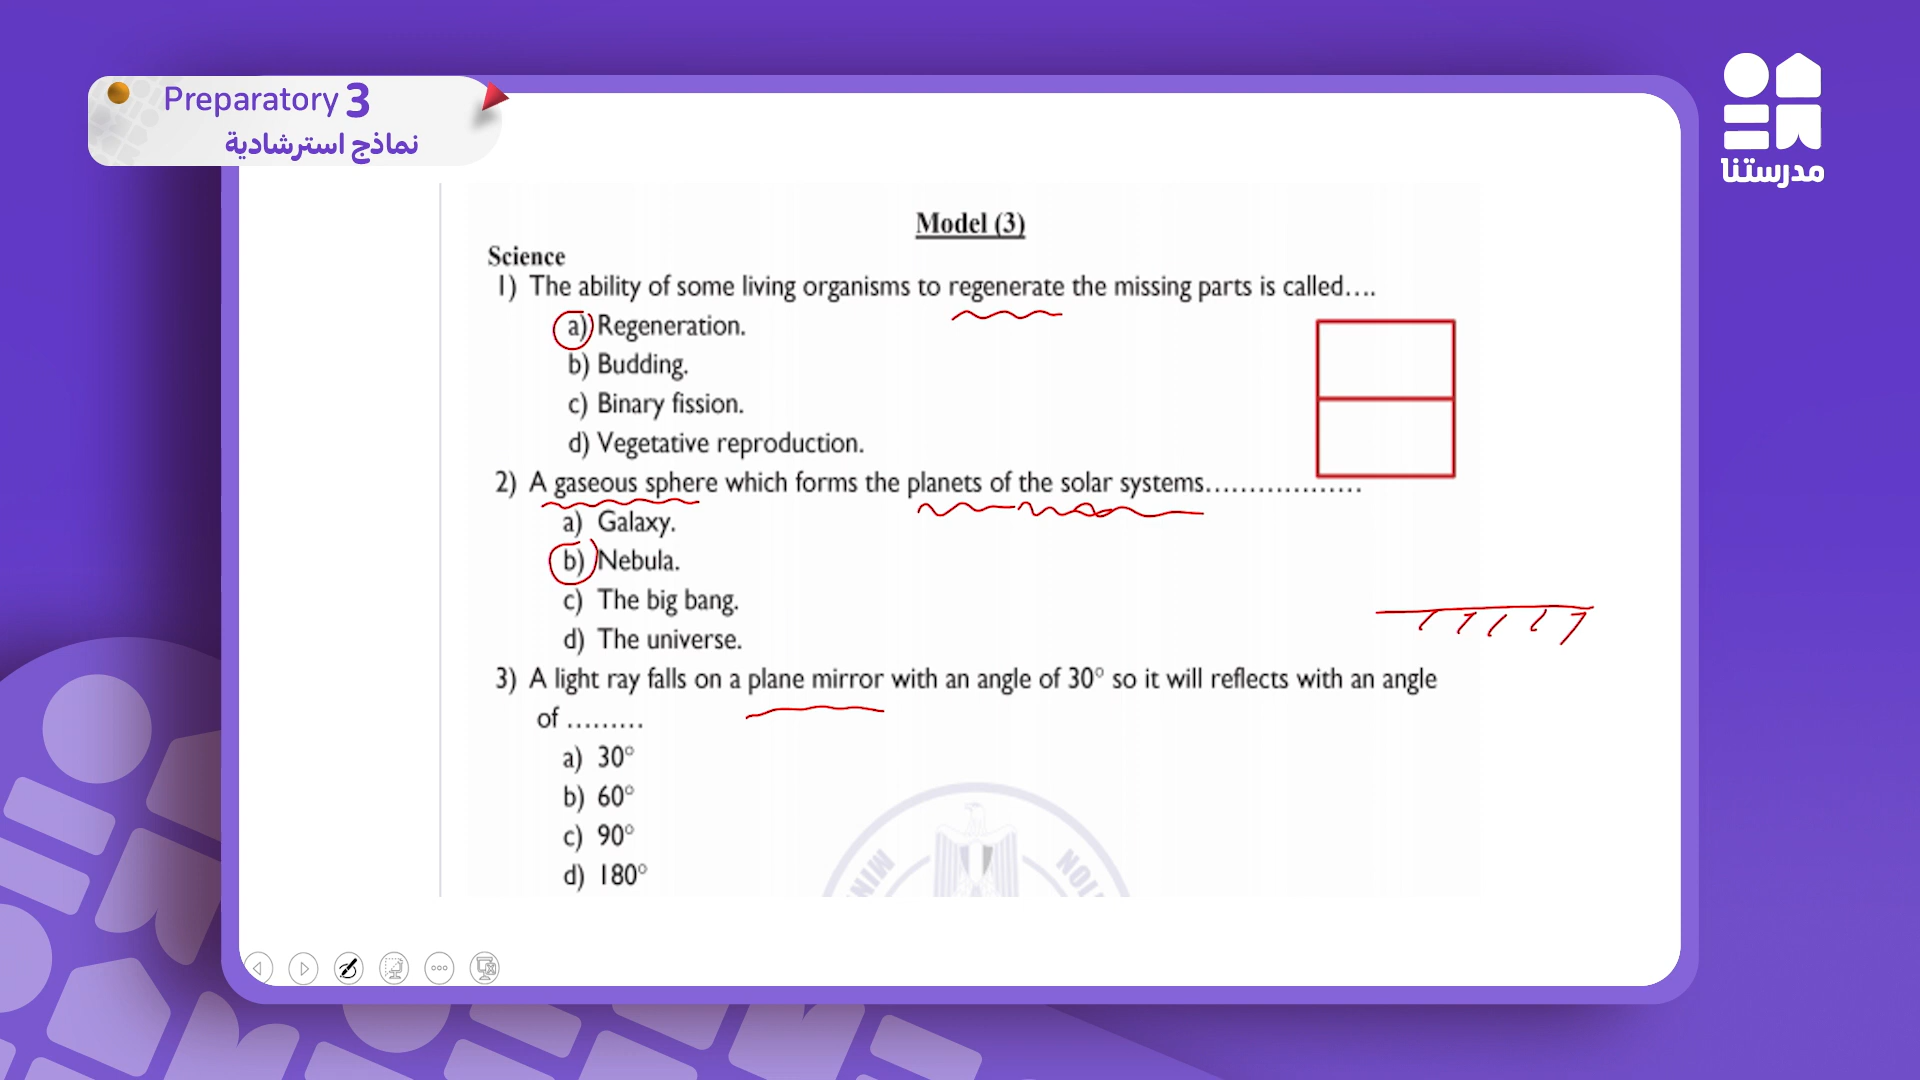 Preparatory 3
نماذج استرشادية
مدرستنا
Model (3)
Science
1) The ability of some living organisms to regenerate the missing parts is called....
a) Regeneration.
b) Budding.
c) Binary fission.
d) Vegetative reproduction.
2) A gaseous sphere which forms the planets of the solar systems..................
a) Galaxy.
b) Nebula.
c) The big bang.
d) The universe.
3) A light ray falls on a plane mirror with an angle of 30° so it will reflects with an angle
of .........
a) 30°
b) 60°
c) 90°
d) 180°